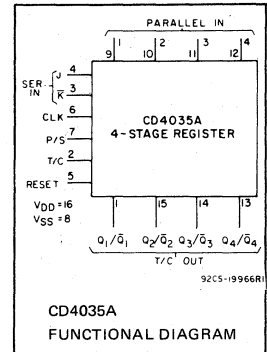 PARALLEL IN
1 2 3 4
9 10 11 12
SER IN
J 4
K̅ 3
CLK 6
P/S 7
T/C 2
RESET 5
CD4035A
4-STAGE REGISTER
VDD =16
VSS =8
1 15 14 13
Q1/Q̅1 Q2/Q̅2 Q3/Q̅3 Q4/Q̅4
T/C OUT
92CS-19966R1
CD4035A
FUNCTIONAL DIAGRAM